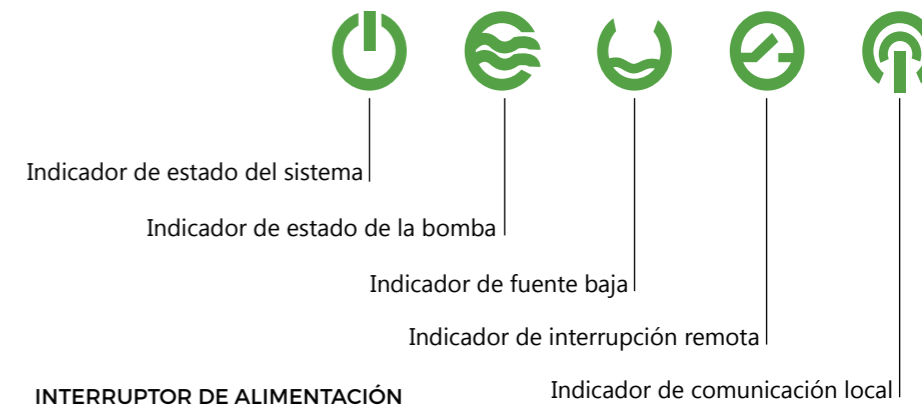 Indicador de estado del sistema
Indicador de estado de la bomba
Indicador de fuente baja
Indicador de interrupción remota
Indicador de comunicación local
INTERRUPTOR DE ALIMENTACIÓN